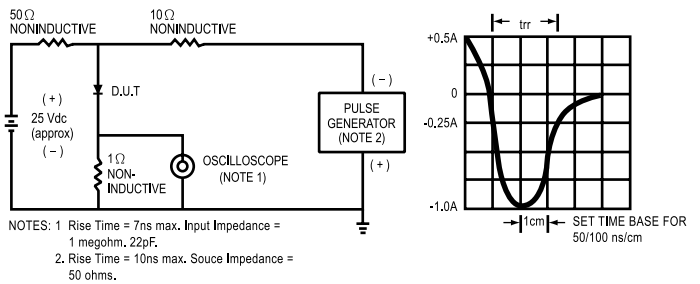 50Ω
NONINDUCTIVE
10Ω
NONINDUCTIVE
(+)
25 Vdc
(approx)
(−)
D.U.T
1Ω
NON-
INDUCTIVE
OSCILLOSCOPE
(NOTE 1)
(−)
PULSE
GENERATOR
(NOTE 2)
(+)
trr
+0.5A
0
-0.25A
-1.0A
1cm
SET TIME BASE FOR
50/100 ns/cm
NOTES: 1 Rise Time = 7ns max. Input Impedance =
1 megohm. 22pF.
2. Rise Time = 10ns max. Souce Impedance =
50 ohms.